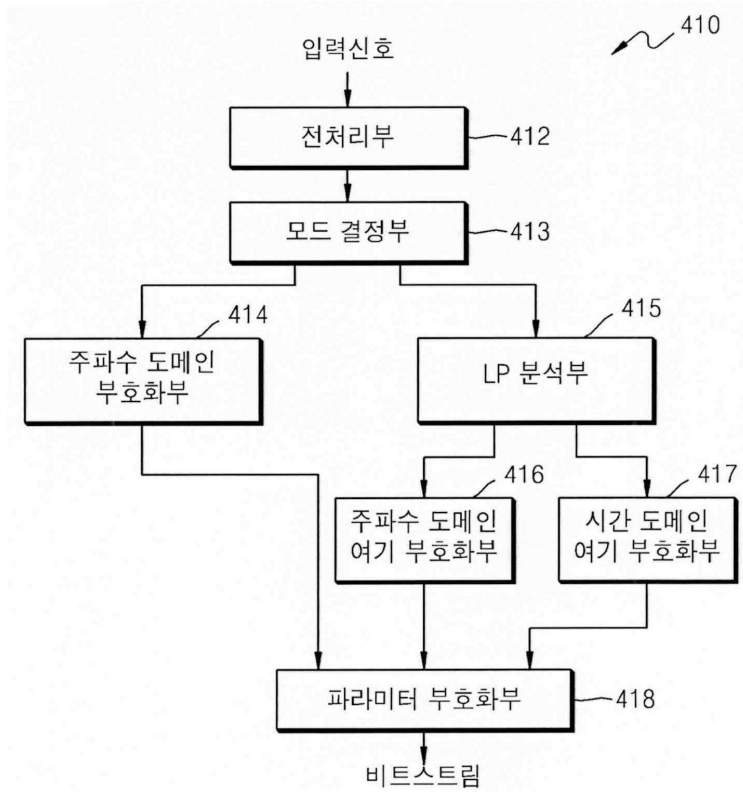 410
입력신호
전처리부
412
모드 결정부
413
414
415
주파수 도메인
부호화부
LP 분석부
416
417
주파수 도메인
여기 부호화부
시간 도메인
여기 부호화부
파라미터 부호화부
418
비트스트림